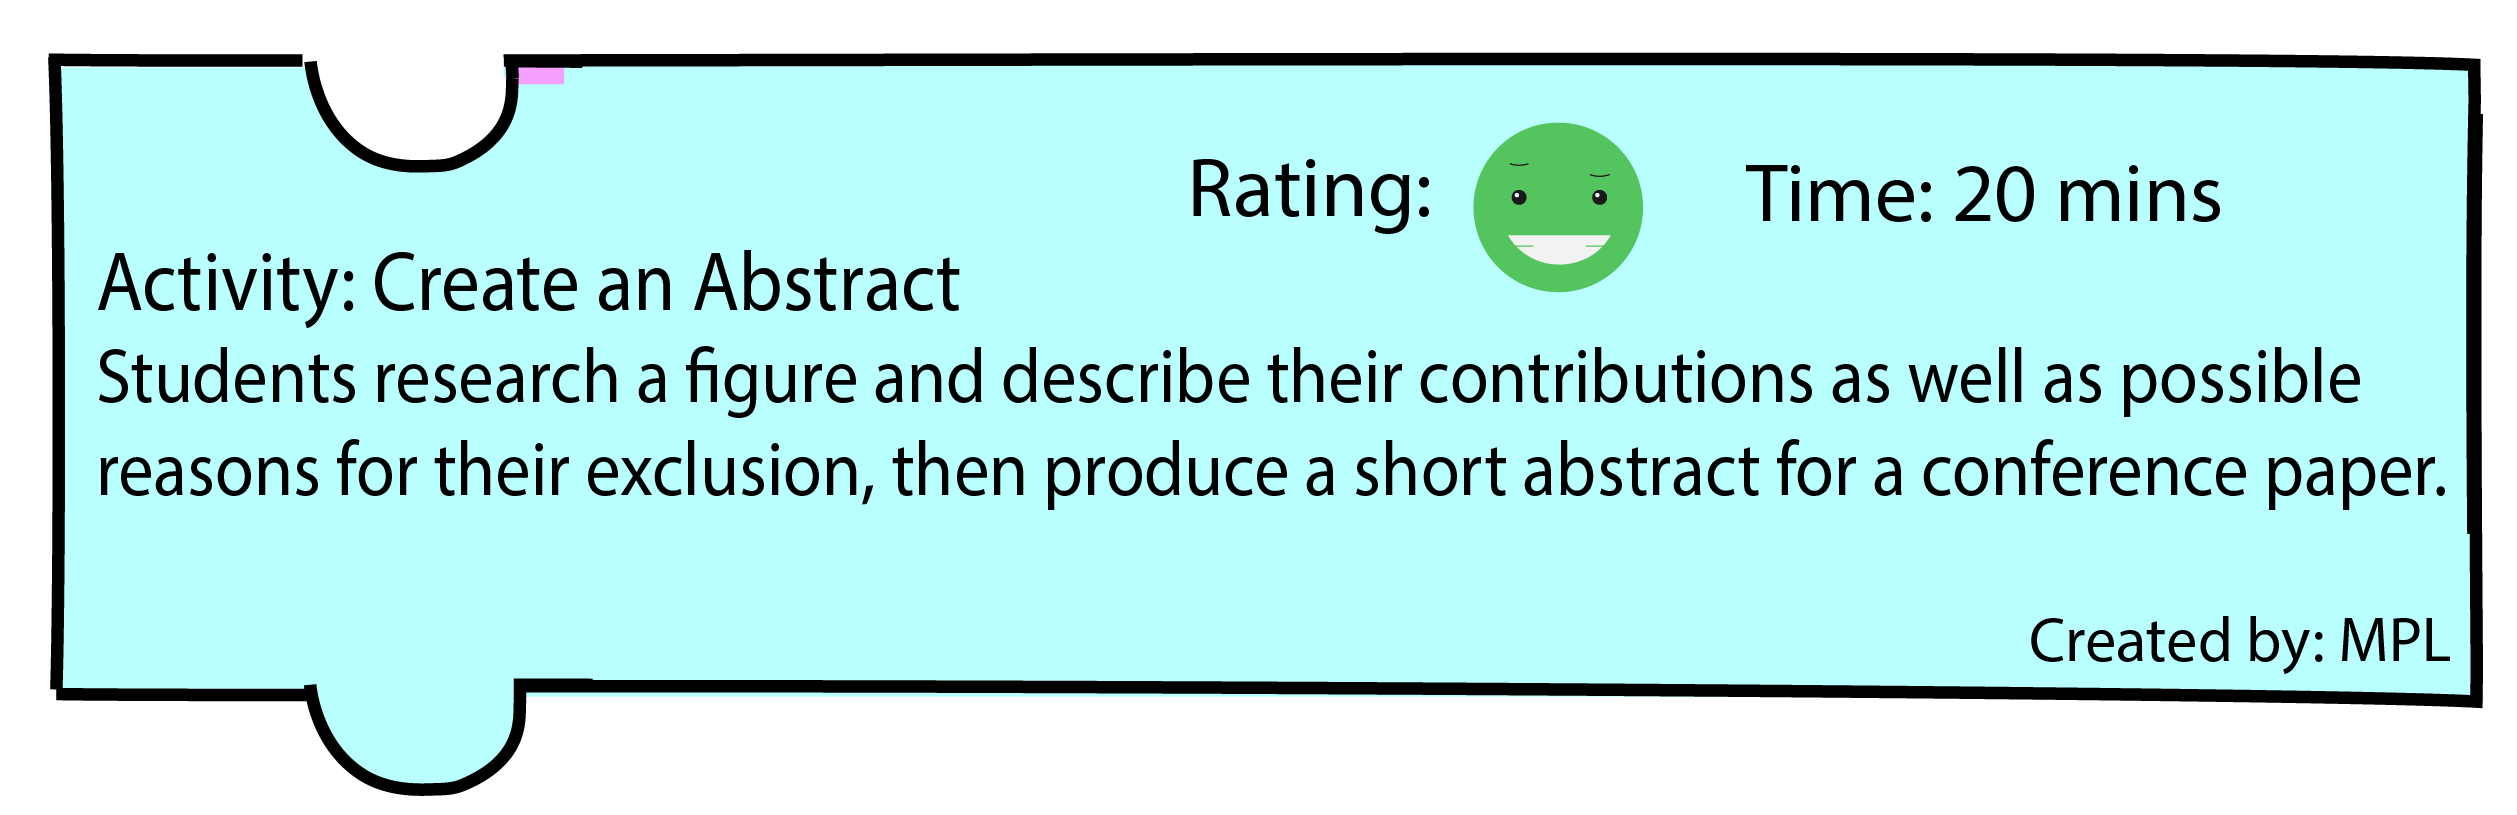 Rating:
Time: 20 mins
Activity: Create an Abstract
Students research a figure and describe their contributions as well as possible
reasons for their exclusion, then produce a short abstract for a conference paper.
Created by: MPL